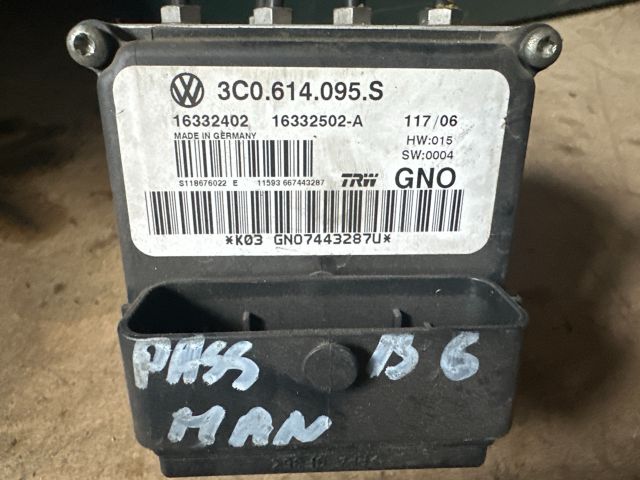 VW 3C0.614.095.S
16332402 16332502-A 117/06
MADE IN GERMANY HW:015
SW:0004
S118676022 E 11593 667443287 TRW GNO
*K03 GNO7443287U*
PASS B6
MAN